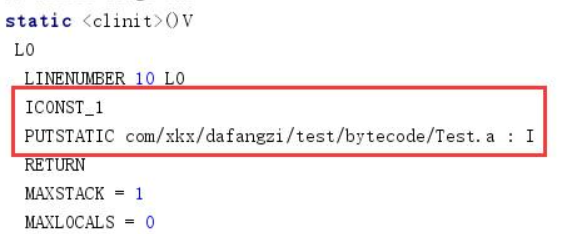 static <clinit>()V
L0
LINENUMBER 10 L0
ICONST_1
PUTSTATIC com/xkx/dafangzi/test/bytecode/Test.a : I
RETURN
MAXSTACK = 1
MAXLOCALS = 0